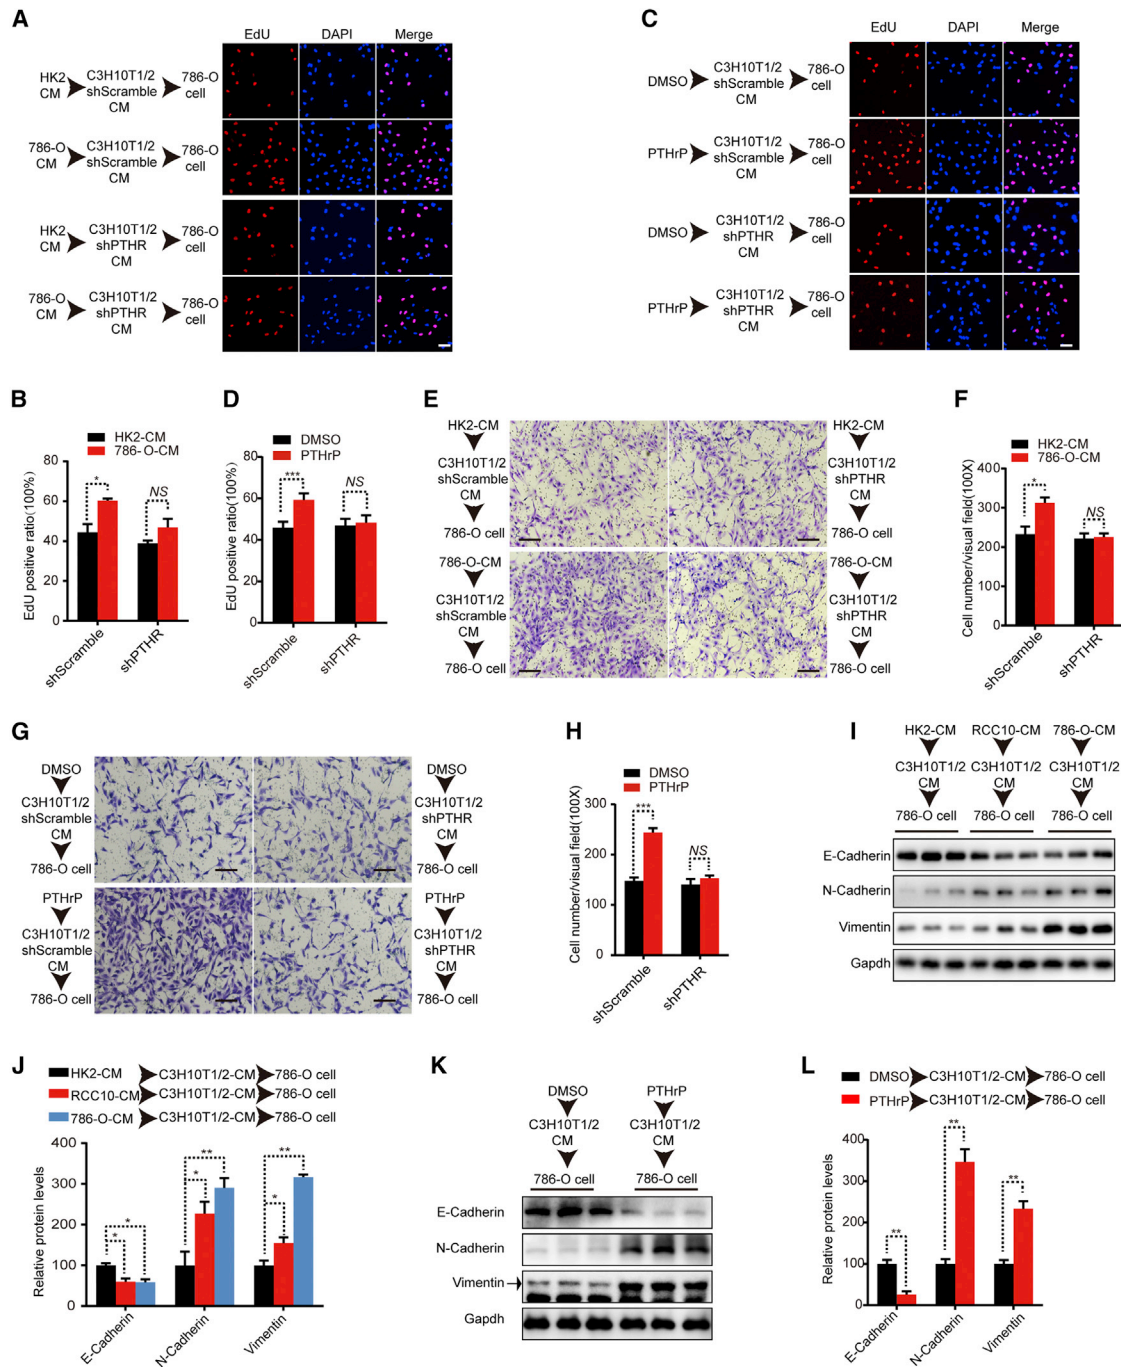 A
EdU DAPI Merge
HK2 CM C3H10T1/2 shScramble CM 786-O cell
786-O CM C3H10T1/2 shScramble CM 786-O cell
HK2 CM C3H10T1/2 shPTHR CM 786-O cell
786-O CM C3H10T1/2 shPTHR CM 786-O cell
C
EdU DAPI Merge
DMSO C3H10T1/2 shScramble CM 786-O cell
PTHrP C3H10T1/2 shScramble CM 786-O cell
DMSO C3H10T1/2 shPTHR CM 786-O cell
PTHrP C3H10T1/2 shPTHR CM 786-O cell
B
HK2-CM
786-O-CM
EdU positive ratio(100%)
80
60
40
20
0
*
NS
shScramble
shPTHR
D
DMSO
PTHrP
EdU positive ratio(100%)
80
60
40
20
0
***
NS
shScramble
shPTHR
E
HK2-CM
C3H10T1/2
shScramble
CM
786-O cell
HK2-CM
C3H10T1/2
shPTHR
CM
786-O cell
786-O-CM
C3H10T1/2
shScramble
CM
786-O cell
786-O-CM
C3H10T1/2
shPTHR
CM
786-O cell
F
HK2-CM
786-O-CM
Cell number/visual field(100X)
400
300
200
100
0
*
NS
shScramble
shPTHR
G
DMSO
C3H10T1/2
shScramble
CM
786-O cell
DMSO
C3H10T1/2
shPTHR
CM
786-O cell
PTHrP
C3H10T1/2
shScramble
CM
786-O cell
PTHrP
C3H10T1/2
shPTHR
CM
786-O cell
H
DMSO
PTHrP
Cell number/visual field(100X)
300
200
100
0
***
NS
shScramble
shPTHR
I
HK2-CM RCC10-CM 786-O-CM
C3H10T1/2 C3H10T1/2 C3H10T1/2
CM CM CM
786-O cell 786-O cell 786-O cell
E-Cadherin
N-Cadherin
Vimentin
Gapdh
J
HK2-CM C3H10T1/2-CM 786-O cell
RCC10-CM C3H10T1/2-CM 786-O cell
786-O-CM C3H10T1/2-CM 786-O cell
Relative protein levels
400
300
200
100
0
*
*
**
*
**
*
E-Cadherin
N-Cadherin
Vimentin
K
DMSO PTHrP
C3H10T1/2 C3H10T1/2
CM CM
786-O cell 786-O cell
E-Cadherin
N-Cadherin
Vimentin
Gapdh
L
DMSO C3H10T1/2-CM 786-O cell
PTHrP C3H10T1/2-CM 786-O cell
Relative protein levels
400
300
200
100
0
**
**
**
E-Cadherin
N-Cadherin
Vimentin